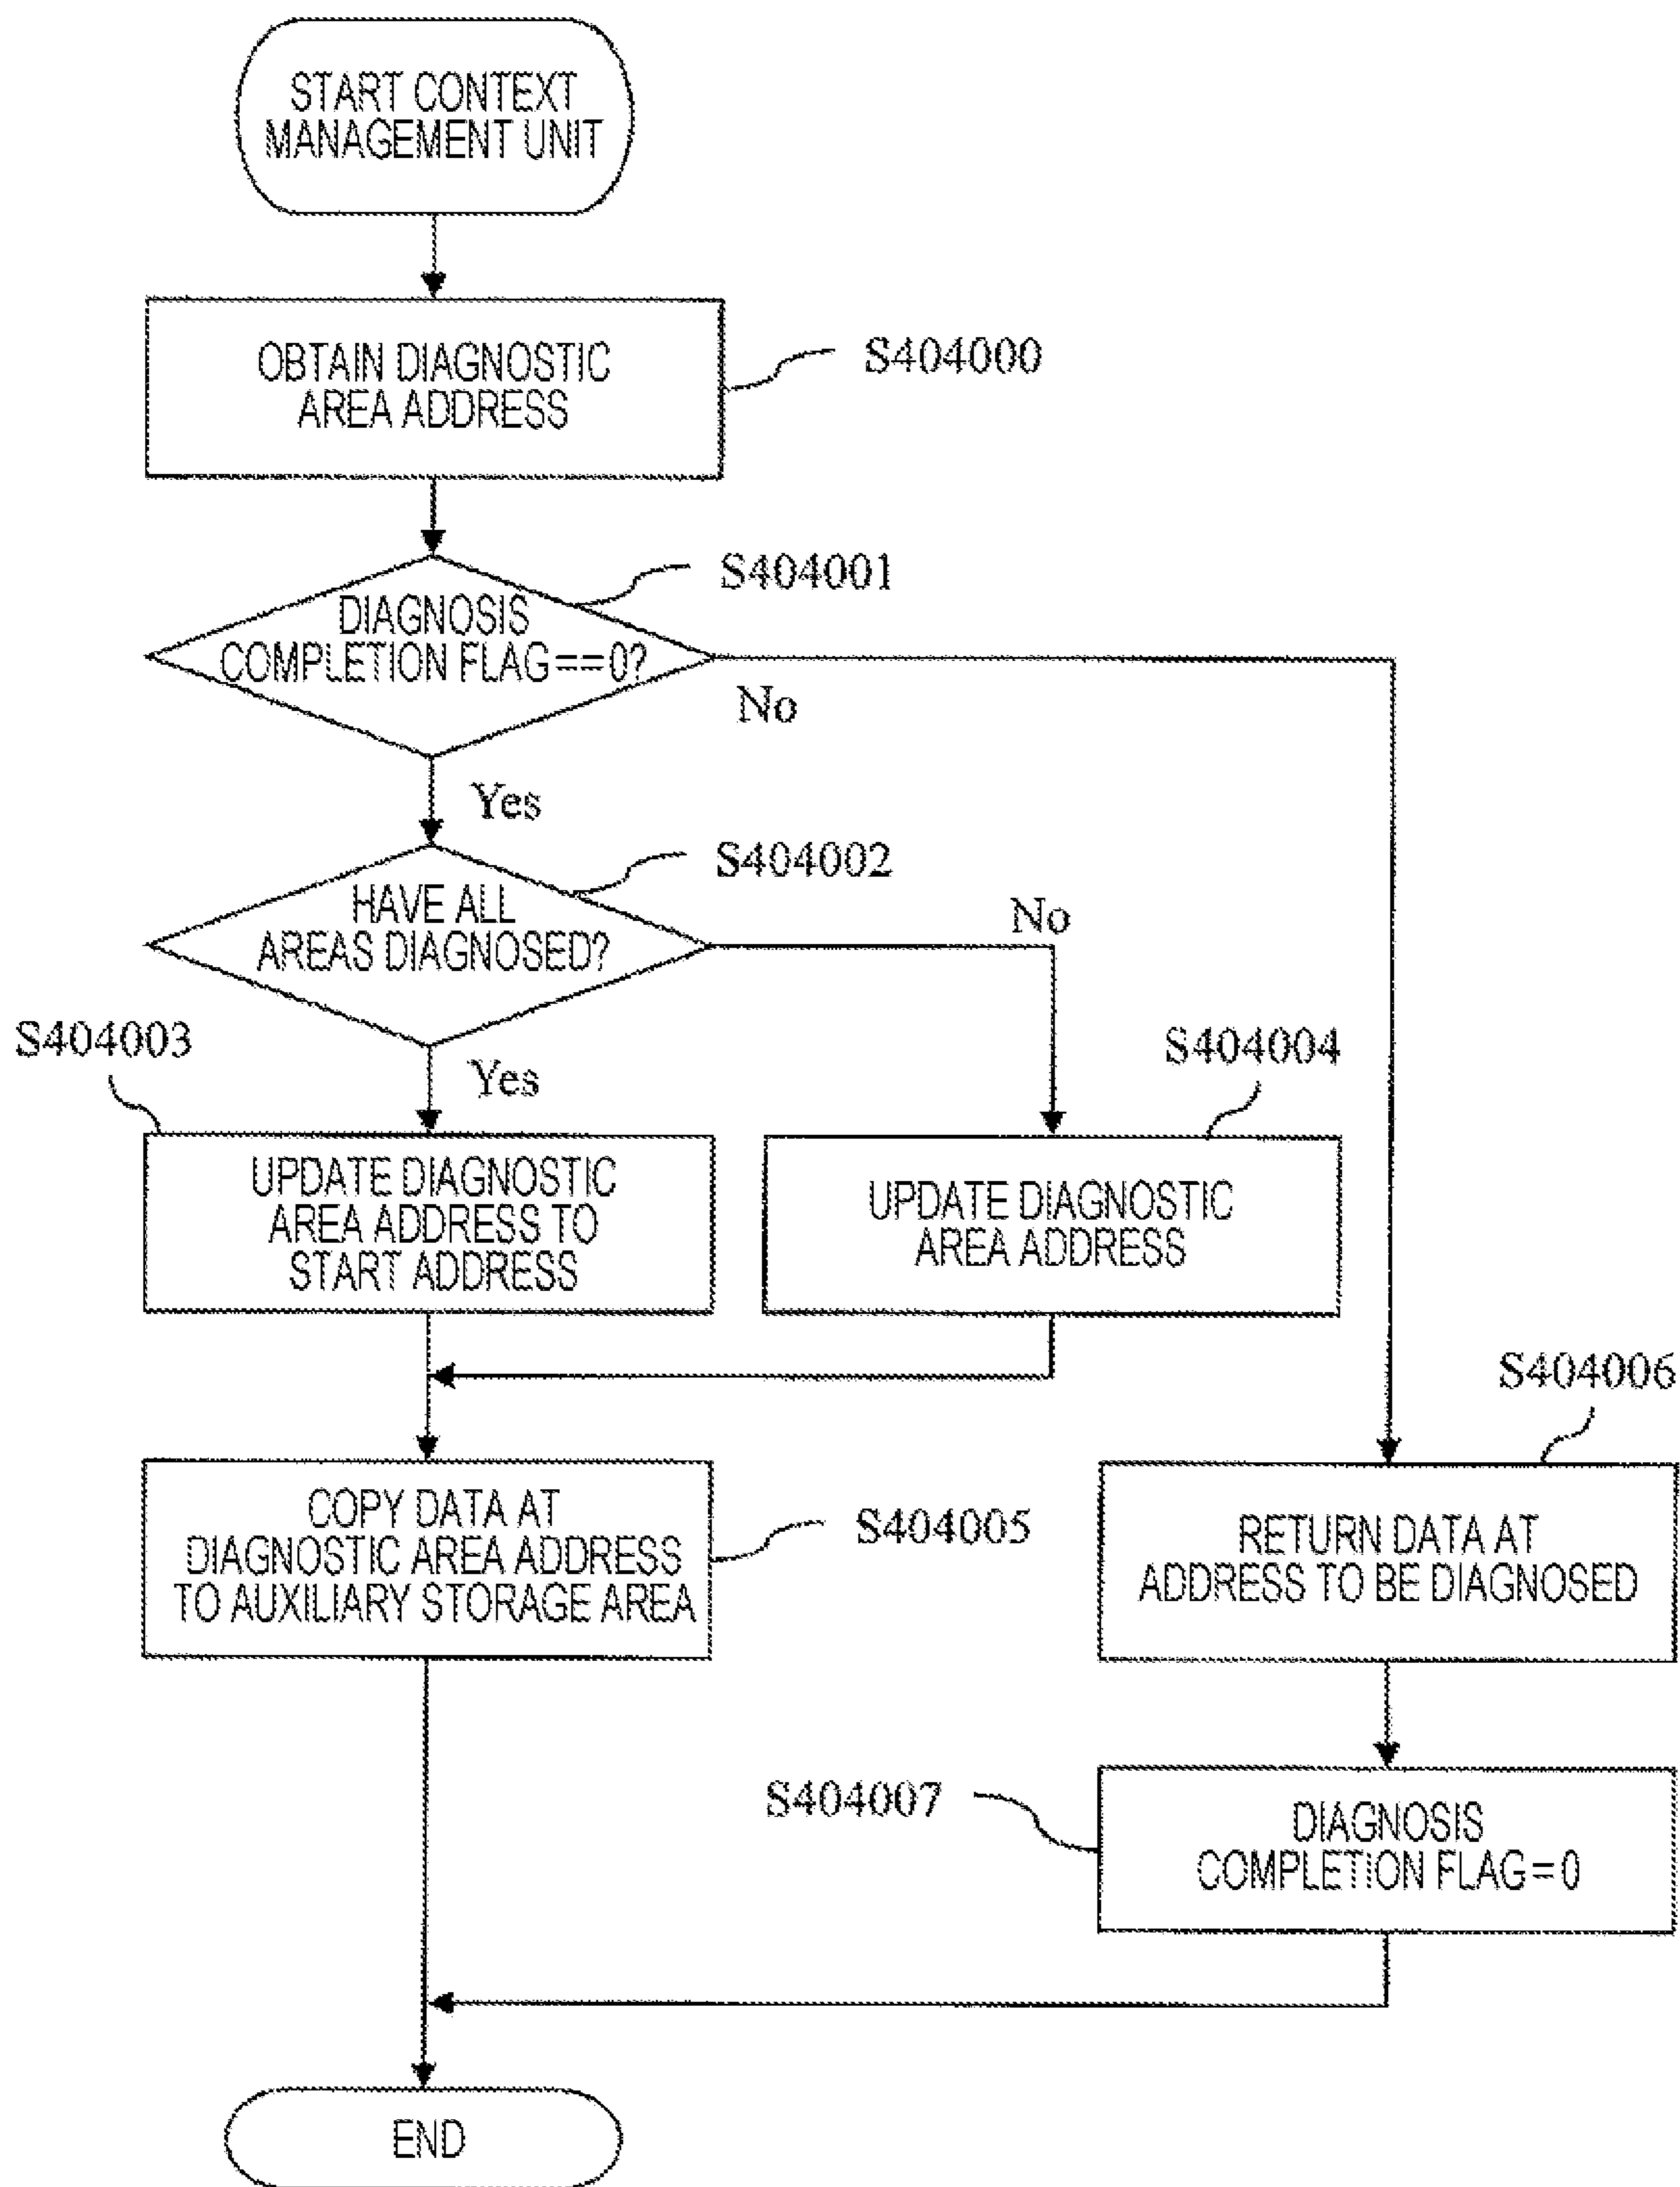 START CONTEXT
MANAGEMENT UNIT
OBTAIN DIAGNOSTIC
AREA ADDRESS
S404000
S404001
DIAGNOSIS
COMPLETION FLAG==0?
No
Yes
S404002
HAVE ALL
AREAS DIAGNOSED?
No
Yes
S404003
UPDATE DIAGNOSTIC
AREA ADDRESS TO
START ADDRESS
S404004
UPDATE DIAGNOSTIC
AREA ADDRESS
COPY DATA AT
DIAGNOSTIC AREA ADDRESS
TO AUXILIARY STORAGE AREA
S404005
S404006
RETURN DATA AT
ADDRESS TO BE DIAGNOSED
S404007
DIAGNOSIS
COMPLETION FLAG=0
END